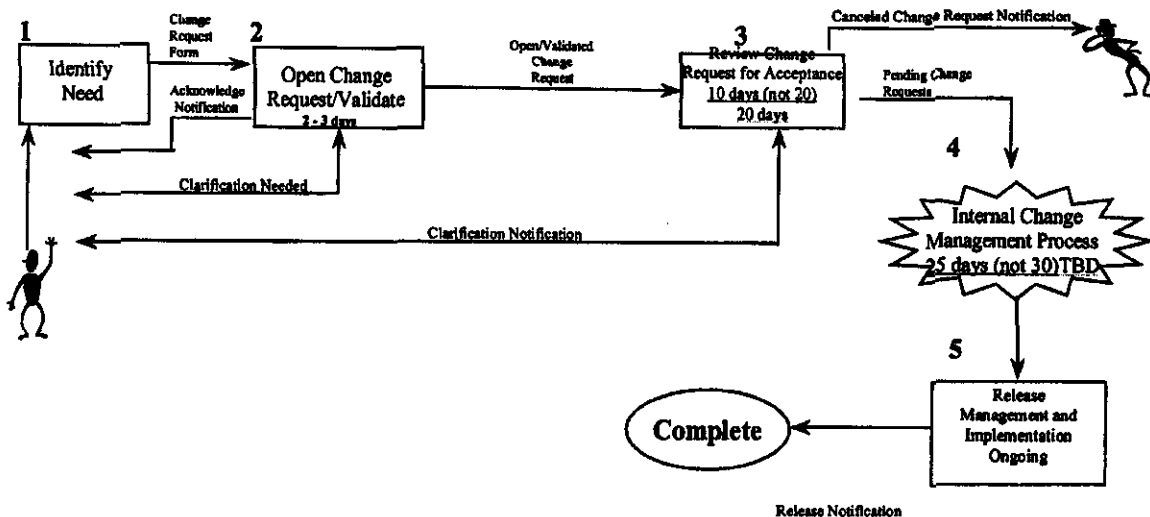 1
Identify
Need
Change
Request
Form
Acknowledge
Notification
2
Open Change
Request/Validate
2 - 3 days
Open/Validated
Change
Request
3
Review Change
Request for Acceptance
10 days (not 20)
20 days
Canceled Change Request Notification
Pending Change
Requests
Clarification Needed
Clarification Notification
4
Internal Change
Management Process
25 days (not 30)TBD
5
Release
Management and
Implementation
Ongoing
Complete
Release Notification